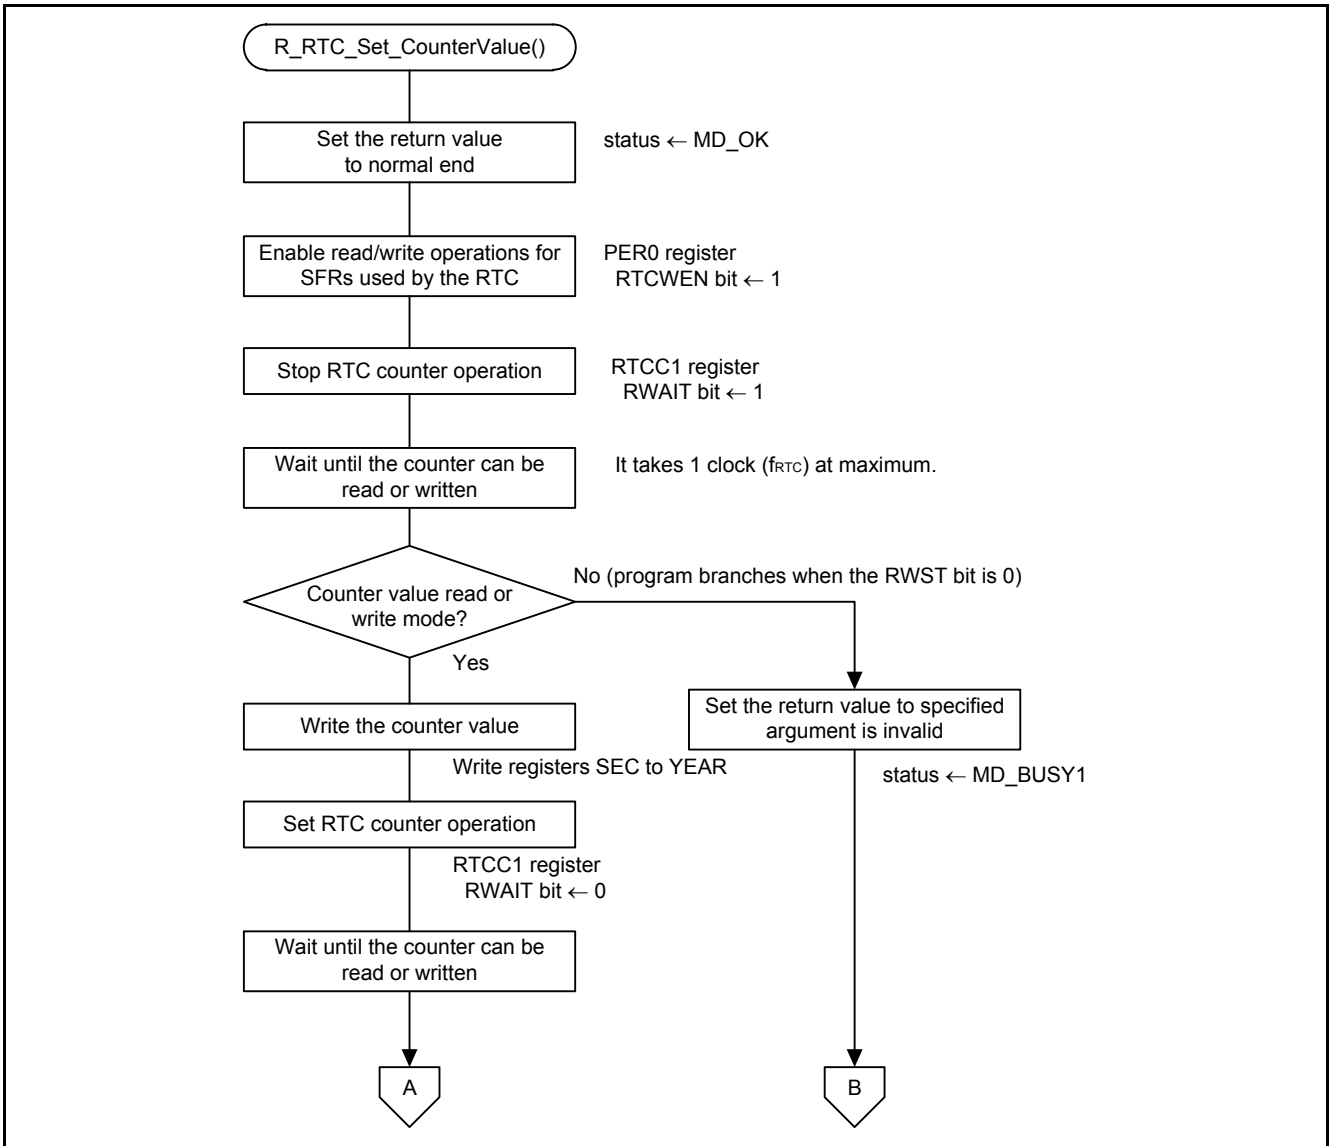 R_RTC_Set_CounterValue()
Set the return value
to normal end
status ← MD_OK
Enable read/write operations for
SFRs used by the RTC
PER0 register
RTCWEN bit ← 1
Stop RTC counter operation
RTCC1 register
RWAIT bit ← 1
Wait until the counter can be
read or written
It takes 1 clock (fRTC) at maximum.
Counter value read or
write mode?
No (program branches when the RWST bit is 0)
Yes
Write the counter value
Write registers SEC to YEAR
Set the return value to specified
argument is invalid
status ← MD_BUSY1
Set RTC counter operation
RTCC1 register
RWAIT bit ← 0
Wait until the counter can be
read or written
A
B